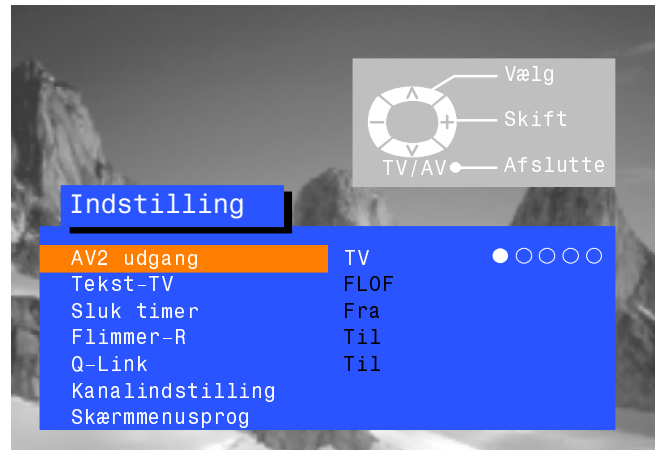 Vælg
Skift
TV/AV Afslutte
Indstilling
AV2 udgang TV
Tekst-TV FLOF
Sluk timer Fra
Flimmer-R Til
Q-Link Til
Kanalindstilling
Skærmmenusprog